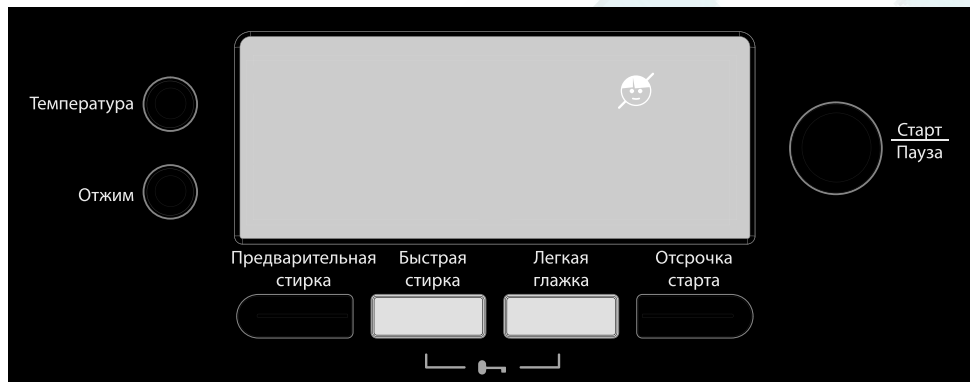 Температура
Отжим
Старт
Пауза
Предварительная
стирка
Быстрая
стирка
Легкая
глажка
Отсрочка
старта